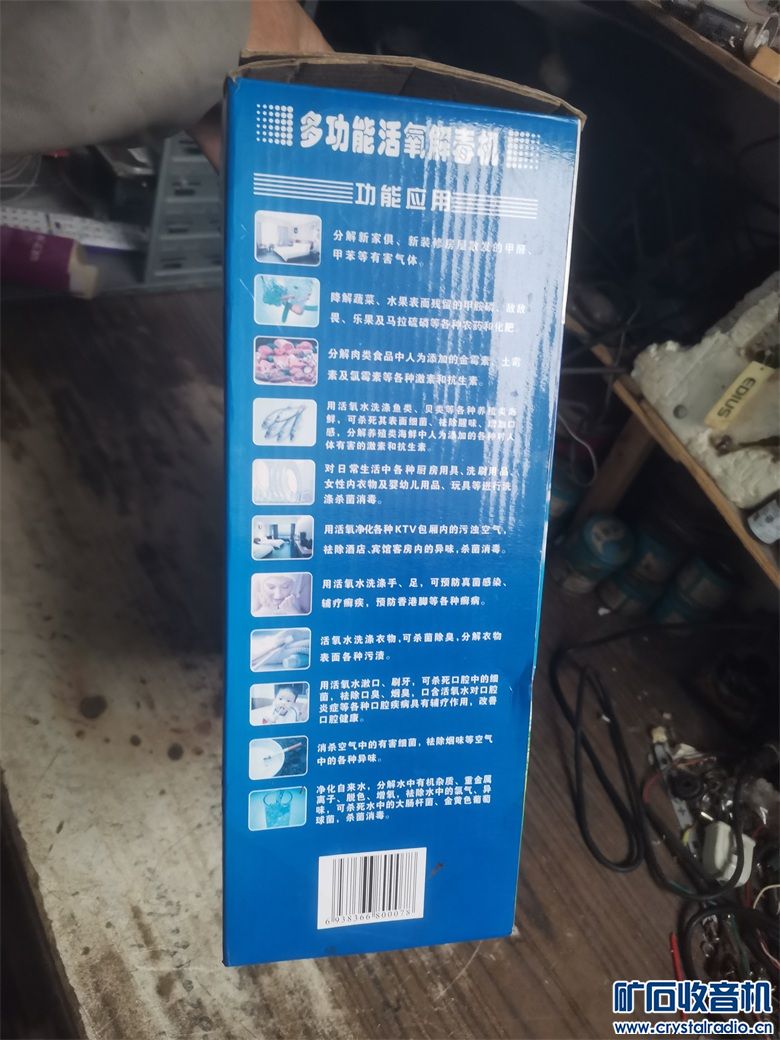 多功能活氧解毒机
功能应用
分解新家俱、新装修房屋散发的甲醛、
甲苯等有害气体。
降解蔬菜、水果表面残留的甲胺磷、敌敌
畏、乐果及马拉硫磷等各种农药和化肥。
分解肉类食品中人为添加的金霉素、土霉
素及氯霉素等各种激素和抗生素。
用活氧水洗涤鱼类、贝类等各种养殖类海
鲜，可杀死其表面细菌、祛除腥味、增加口
感，分解养殖类海鲜中人为添加的各种对人
体有害的激素和抗生素。
对日常生活中各种厨房用具、洗刷用品、
女性内衣物及婴幼儿用品、玩具等进行洗
涤杀菌消毒。
用活氧净化各种KTV包厢内的污浊空气，
祛除酒店、宾馆客房内的异味，杀菌消毒。
用活氧水洗涤手、足，可预防真菌感染、
辅疗癣疾，预防香港脚等各种癣病。
活氧水洗涤衣物，可杀菌除臭，分解衣物
表面各种污渍。
用活氧水漱口、刷牙，可杀死口腔中的细
菌，祛除口臭、烟臭，口含活氧水对口腔
炎症等各种口腔疾病具有辅疗作用，改善
口腔健康。
消杀空气中的有害细菌，祛除烟味等空气
中的各种异味。
净化自来水，分解水中有机杂质、重金属
离子、脱色、增氧，祛除水中的氯气、异
味，可杀死水中的大肠杆菌、金黄色葡萄
球菌，杀菌消毒。
6 938366 800078
EDIUS
矿石收音机
www.crystalradio.cn